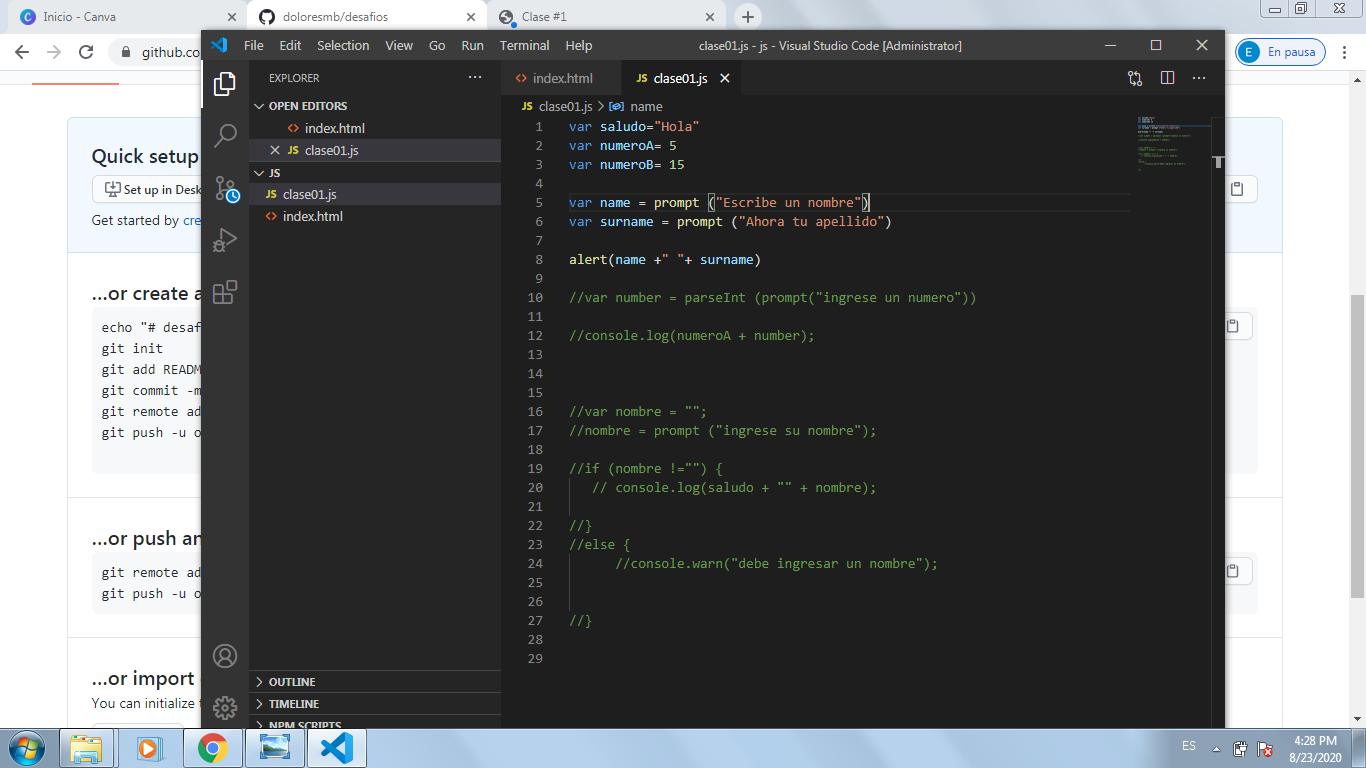 Inicio - Canva
doloresmb/desafios
Clase #1
github.co
E En pausa
File Edit Selection View Go Run Terminal Help
clase01.js - js - Visual Studio Code [Administrator]
EXPLORER
OPEN EDITORS
index.html
clase01.js
JS
clase01.js
index.html
OUTLINE
TIMELINE
NPM SCRIPTS
index.html
JS clase01.js
JS clase01.js > name
1 var saludo="Hola"
2 var numeroA= 5
3 var numeroB= 15
4
5 var name = prompt ("Escribe un nombre")
6 var surname = prompt ("Ahora tu apellido")
7
8 alert(name +" "+ surname)
9
10 //var number = parseInt (prompt("ingrese un numero"))
11
12 //console.log(numeroA + number);
13
14
15
16 //var nombre = "";
17 //nombre = prompt ("ingrese su nombre");
18
19 //if (nombre !="") {
20 // console.log(saludo + "" + nombre);
21
22 //}
23 //else {
24 //console.warn("debe ingresar un nombre");
25
26
27 //}
28
29
Quick setup
Set up in Desk
Get started by cre
...or create a
echo "# desaf
git init
git add READM
git commit -m
git remote ad
git push -u o
...or push an
git remote ad
git push -u o
...or import
You can initialize
ES
4:28 PM
8/23/2020